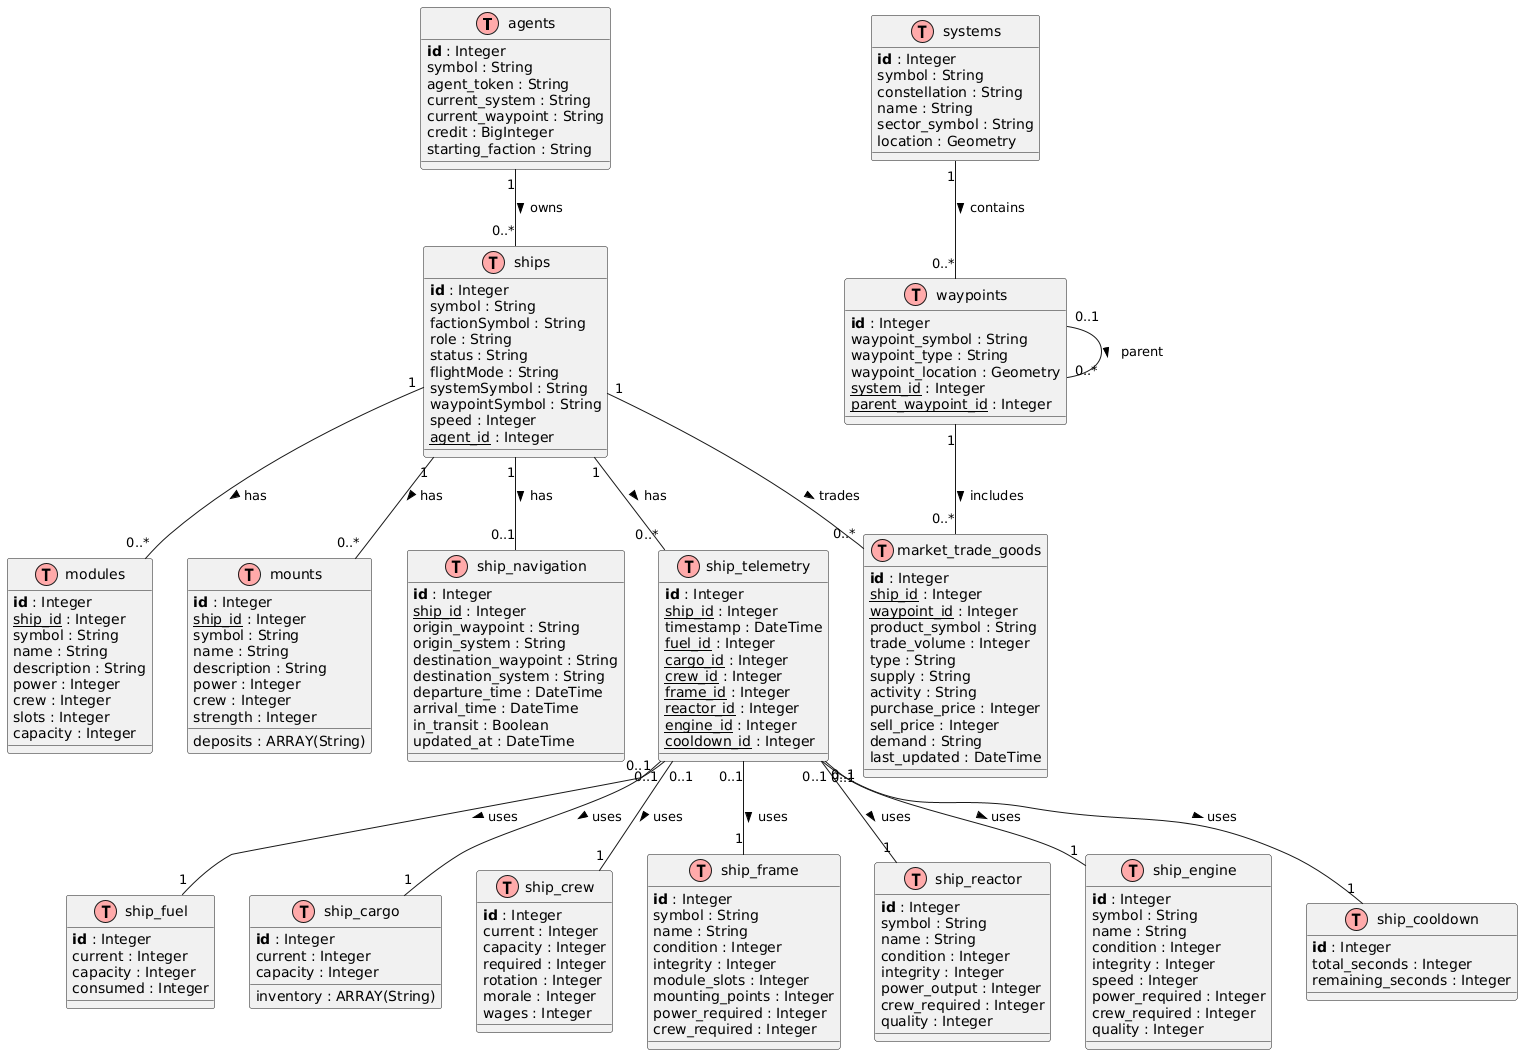 T agents
id : Integer
symbol : String
agent_token : String
current_system : String
current_waypoint : String
credit : BigInteger
starting_faction : String
T systems
id : Integer
symbol : String
constellation : String
name : String
sector_symbol : String
location : Geometry
1
owns
0..*
1
contains
0..*
T ships
id : Integer
symbol : String
factionSymbol : String
role : String
status : String
flightMode : String
systemSymbol : String
waypointSymbol : String
speed : Integer
agent_id : Integer
T waypoints
id : Integer
waypoint_symbol : String
waypoint_type : String
waypoint_location : Geometry
system_id : Integer
parent_waypoint_id : Integer
0..1
parent
0..*
1
has
0..*
1
has
0..*
1
has
0..1
1
has
0..*
1
trades
0..*
1
includes
0..*
T modules
id : Integer
ship_id : Integer
symbol : String
name : String
description : String
power : Integer
crew : Integer
slots : Integer
capacity : Integer
T mounts
id : Integer
ship_id : Integer
symbol : String
name : String
description : String
power : Integer
crew : Integer
strength : Integer
deposits : ARRAY(String)
T ship_navigation
id : Integer
ship_id : Integer
origin_waypoint : String
origin_system : String
destination_waypoint : String
destination_system : String
departure_time : DateTime
arrival_time : DateTime
in_transit : Boolean
updated_at : DateTime
T ship_telemetry
id : Integer
ship_id : Integer
timestamp : DateTime
fuel_id : Integer
cargo_id : Integer
crew_id : Integer
frame_id : Integer
reactor_id : Integer
engine_id : Integer
cooldown_id : Integer
T market_trade_goods
id : Integer
ship_id : Integer
waypoint_id : Integer
product_symbol : String
trade_volume : Integer
type : String
supply : String
activity : String
purchase_price : Integer
sell_price : Integer
demand : String
last_updated : DateTime
0..1
uses
1
0..1
uses
1
0..1
uses
1
0..1
uses
1
0..1
uses
1
0..1
uses
1
0..1
uses
1
T ship_fuel
id : Integer
current : Integer
capacity : Integer
consumed : Integer
T ship_cargo
id : Integer
current : Integer
capacity : Integer
inventory : ARRAY(String)
T ship_crew
id : Integer
current : Integer
capacity : Integer
required : Integer
rotation : Integer
morale : Integer
wages : Integer
T ship_frame
id : Integer
symbol : String
name : String
condition : Integer
integrity : Integer
module_slots : Integer
mounting_points : Integer
power_required : Integer
crew_required : Integer
T ship_reactor
id : Integer
symbol : String
name : String
condition : Integer
integrity : Integer
power_output : Integer
crew_required : Integer
quality : Integer
T ship_engine
id : Integer
symbol : String
name : String
condition : Integer
integrity : Integer
speed : Integer
power_required : Integer
crew_required : Integer
quality : Integer
T ship_cooldown
id : Integer
total_seconds : Integer
remaining_seconds : Integer